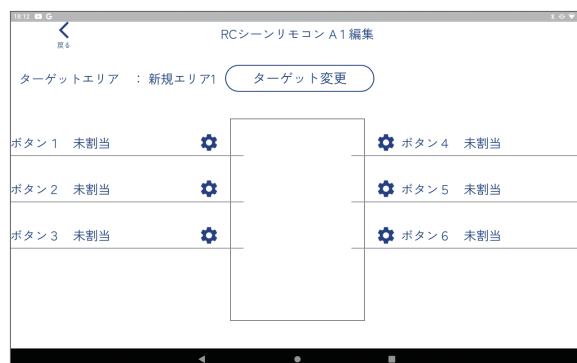 18:12 G
戻る
RCシーンリモコン A1編集
ターゲットエリア ：新規エリア1 ターゲット変更
ボタン1 未割当
ボタン4 未割当
ボタン2 未割当
ボタン5 未割当
ボタン3 未割当
ボタン6 未割当